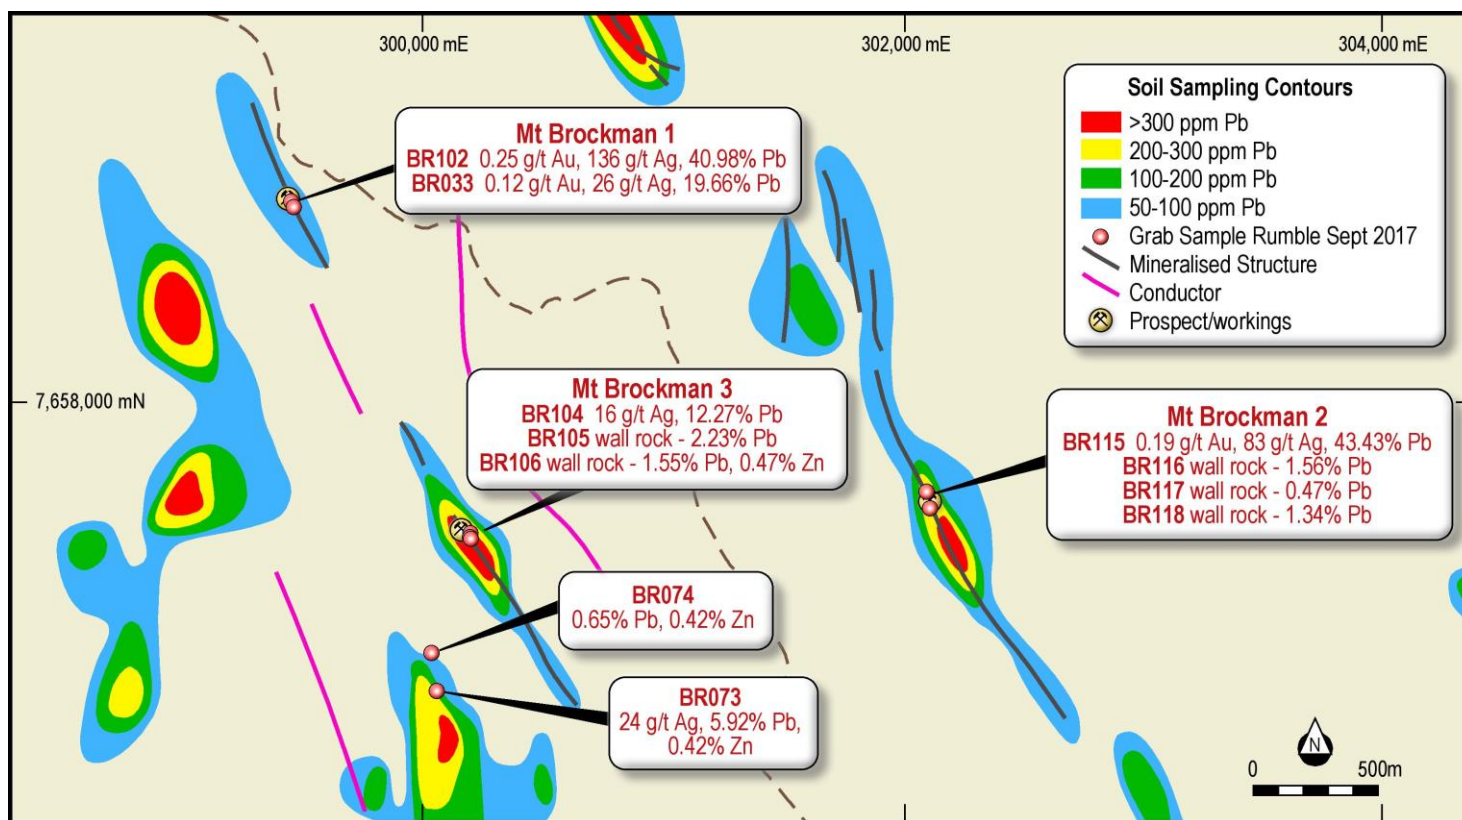 300,000 mE
302,000 mE
304,000 mE
Soil Sampling Contours
>300 ppm Pb
200-300 ppm Pb
100-200 ppm Pb
50-100 ppm Pb
Grab Sample Rumble Sept 2017
Mineralised Structure
Conductor
Prospect/workings
Mt Brockman 1
BR102 0.25 g/t Au, 136 g/t Ag, 40.98% Pb
BR033 0.12 g/t Au, 26 g/t Ag, 19.66% Pb
7,658,000 mN
Mt Brockman 3
BR104 16 g/t Ag, 12.27% Pb
BR105 wall rock - 2.23% Pb
BR106 wall rock - 1.55% Pb, 0.47% Zn
Mt Brockman 2
BR115 0.19 g/t Au, 83 g/t Ag, 43.43% Pb
BR116 wall rock - 1.56% Pb
BR117 wall rock - 0.47% Pb
BR118 wall rock - 1.34% Pb
BR074
0.65% Pb, 0.42% Zn
BR073
24 g/t Ag, 5.92% Pb,
0.42% Zn
N
0 500m